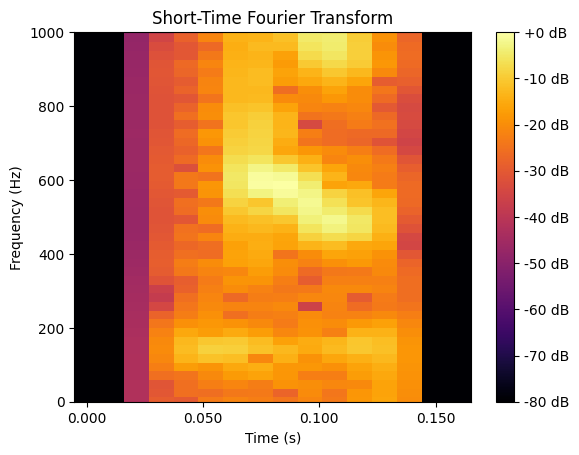 Short-Time Fourier Transform
1000
800
600
400
200
0
Frequency (Hz)
0.000
0.050
0.100
0.150
Time (s)
+0 dB
-10 dB
-20 dB
-30 dB
-40 dB
-50 dB
-60 dB
-70 dB
-80 dB